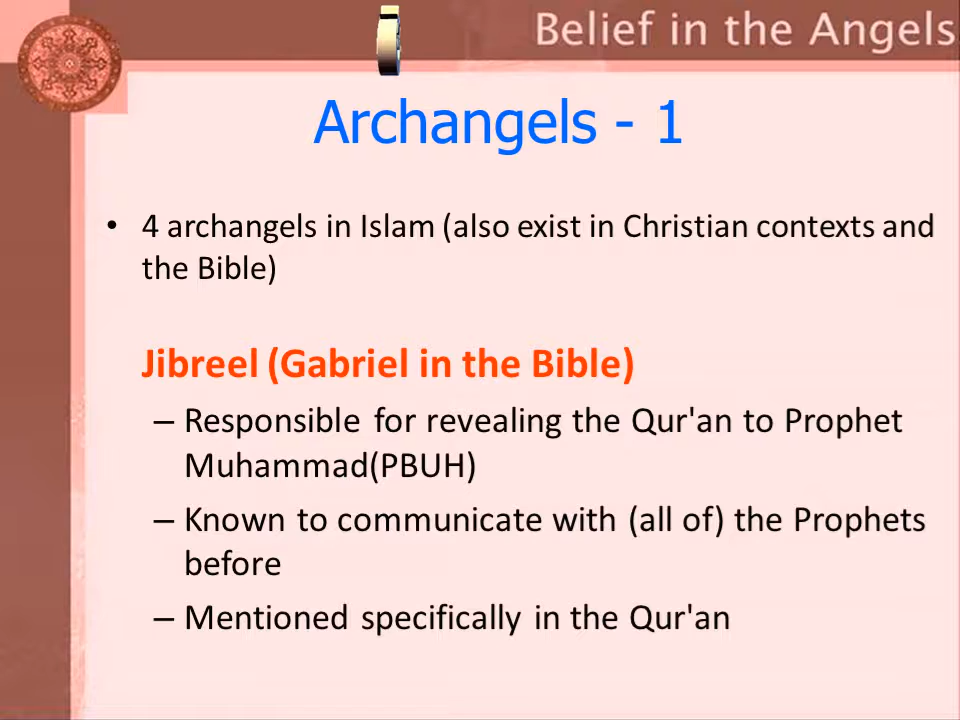 Belief in the Angels
Archangels - 1
• 4 archangels in Islam (also exist in Christian contexts and
the Bible)
Jibreel (Gabriel in the Bible)
– Responsible for revealing the Qur'an to Prophet
Muhammad(PBUH)
– Known to communicate with (all of) the Prophets
before
– Mentioned specifically in the Qur'an